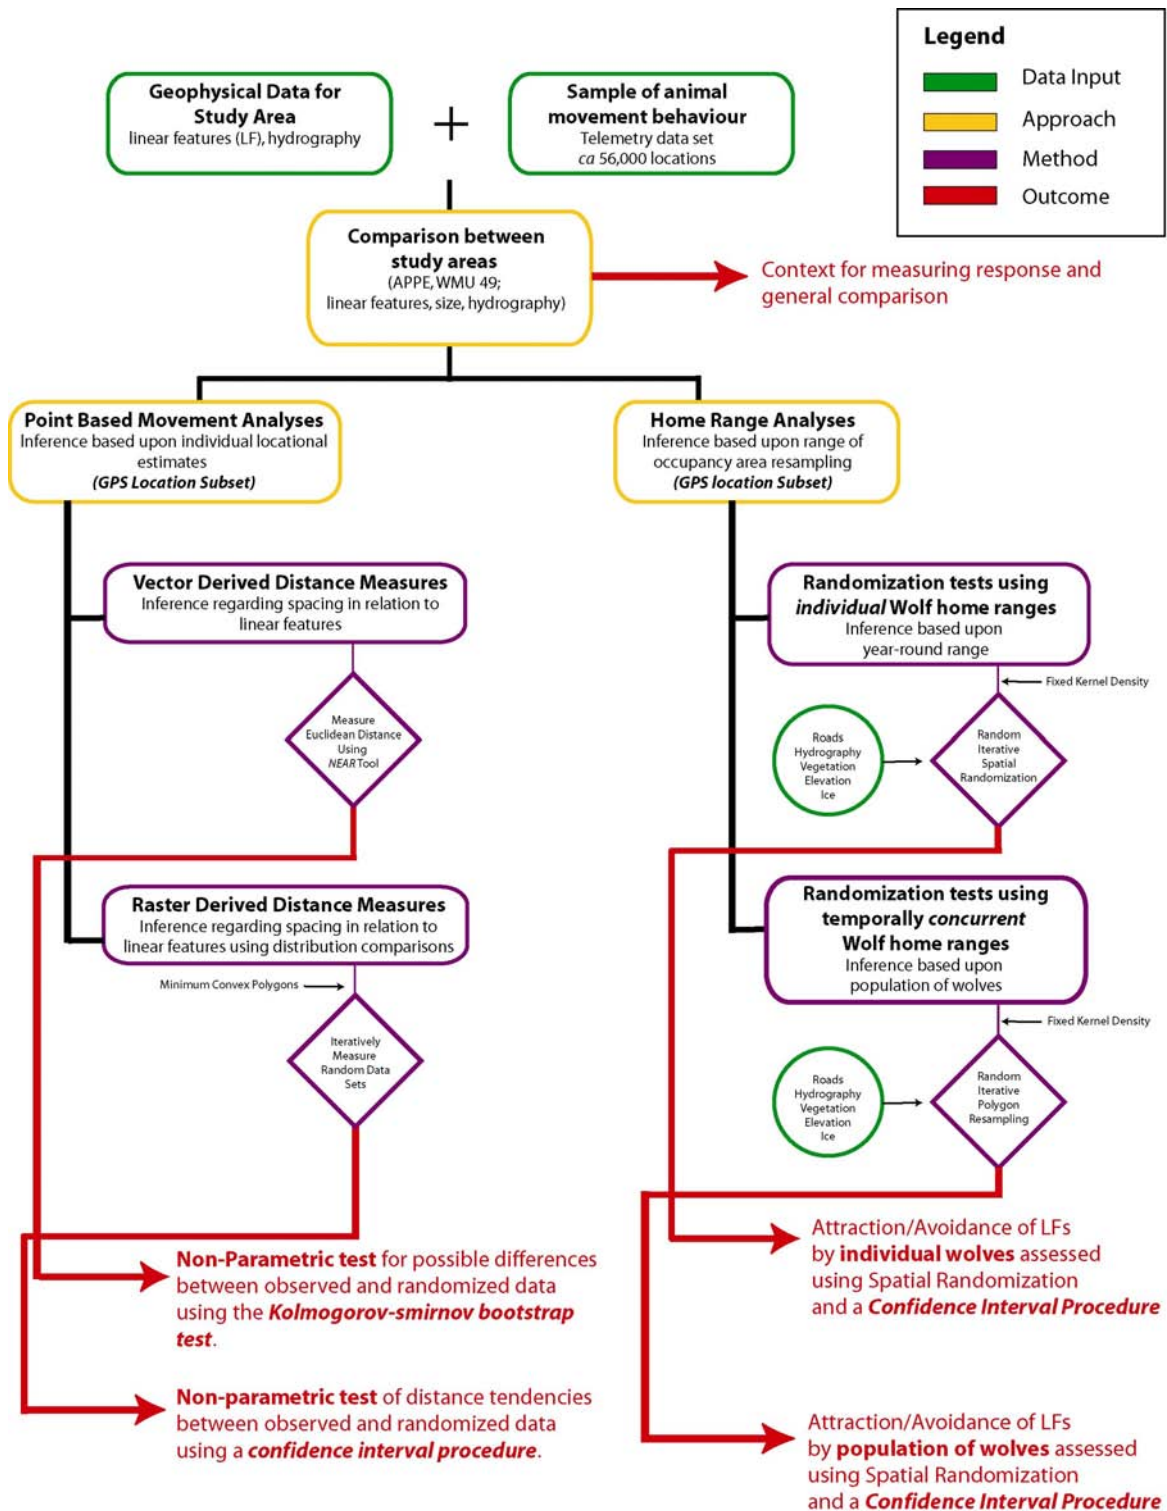 Legend
Data Input
Approach
Method
Outcome
Geophysical Data for
Study Area
linear features (LF), hydrography
+
Sample of animal
movement behaviour
Telemetry data set
ca 56,000 locations
Comparison between
study areas
(APPE, WMU 49;
linear features, size, hydrography)
Context for measuring response and
general comparison
Point Based Movement Analyses
Inference based upon individual locational
estimates
(GPS Location Subset)
Home Range Analyses
Inference based upon range of
occupancy area resampling
(GPS location Subset)
Vector Derived Distance Measures
Inference regarding spacing in relation to
linear features
Measure
Euclidean Distance
Using
NEAR Tool
Raster Derived Distance Measures
Inference regarding spacing in relation to
linear features using distribution comparisons
Minimum Convex Polygons
Iteratively
Measure
Random Data
Sets
Non-Parametric test for possible differences
between observed and randomized data
using the Kolmogorov-smirnov bootstrap
test.
Non-parametric test of distance tendencies
between observed and randomized data
using a confidence interval procedure.
Randomization tests using
individual Wolf home ranges
Inference based upon
year-round range
Fixed Kernel Density
Roads
Hydrography
Vegetation
Elevation
Ice
Random
Iterative
Spatial
Randomization
Randomization tests using
temporally concurrent
Wolf home ranges
Inference based upon
population of wolves
Fixed Kernel Density
Roads
Hydrography
Vegetation
Elevation
Ice
Random
Iterative
Polygon
Resampling
Attraction/Avoidance of LFs
by individual wolves assessed
using Spatial Randomization
and a Confidence Interval Procedure
Attraction/Avoidance of LFs
by population of wolves assessed
using Spatial Randomization
and a Confidence Interval Procedure